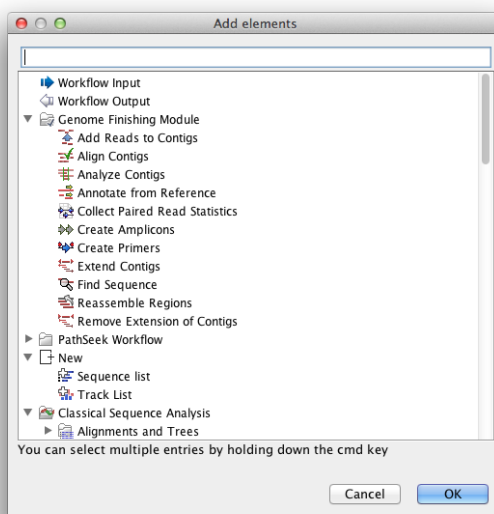 Add elements
Workflow Input
Workflow Output
Genome Finishing Module
Add Reads to Contigs
Align Contigs
Analyze Contigs
Annotate from Reference
Collect Paired Read Statistics
Create Amplicons
Create Primers
Extend Contigs
Find Sequence
Reassemble Regions
Remove Extension of Contigs
PathSeek Workflow
New
Sequence list
Track List
Classical Sequence Analysis
Alignments and Trees
You can select multiple entries by holding down the cmd key
Cancel OK